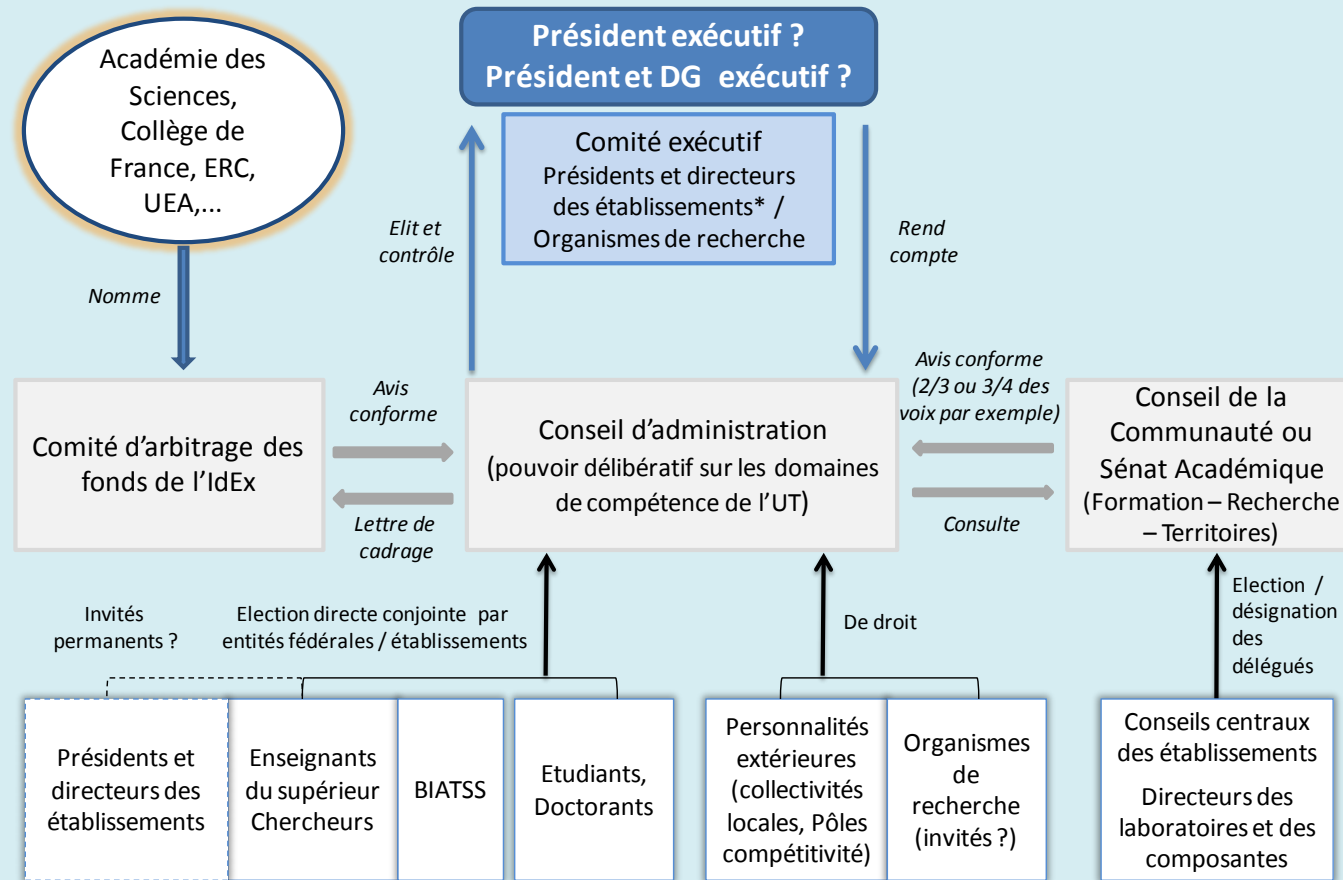 Président exécutif ?
Président et DG exécutif ?
Académie des
Sciences,
Collège de
France, ERC,
UEA,...
Comité exécutif
Présidents et directeurs
des établissements* /
Organismes de recherche
Elit et
contrôle
Rend
compte
Nomme
Comité d'arbitrage des
fonds de l'IdEx
Avis
conforme
Lettre de
cadrage
Conseil d'administration
(pouvoir délibératif sur les domaines
de compétence de l'UT)
Avis conforme
(2/3 ou 3/4 des
voix par exemple)
Consulte
Conseil de la
Communauté ou
Sénat Académique
(Formation – Recherche
– Territoires)
Invités
permanents ?
Election directe conjointe par
entités fédérales / établissements
De droit
Election /
désignation
des
délégués
Présidents et
directeurs des
établissements
Enseignants
du supérieur
Chercheurs
BIATSS
Etudiants,
Doctorants
Personnalités
extérieures
(collectivités
locales, Pôles
compétitivité)
Organismes
de
recherche
(invités ?)
Conseils centraux
des établissements
Directeurs des
laboratoires et des
composantes